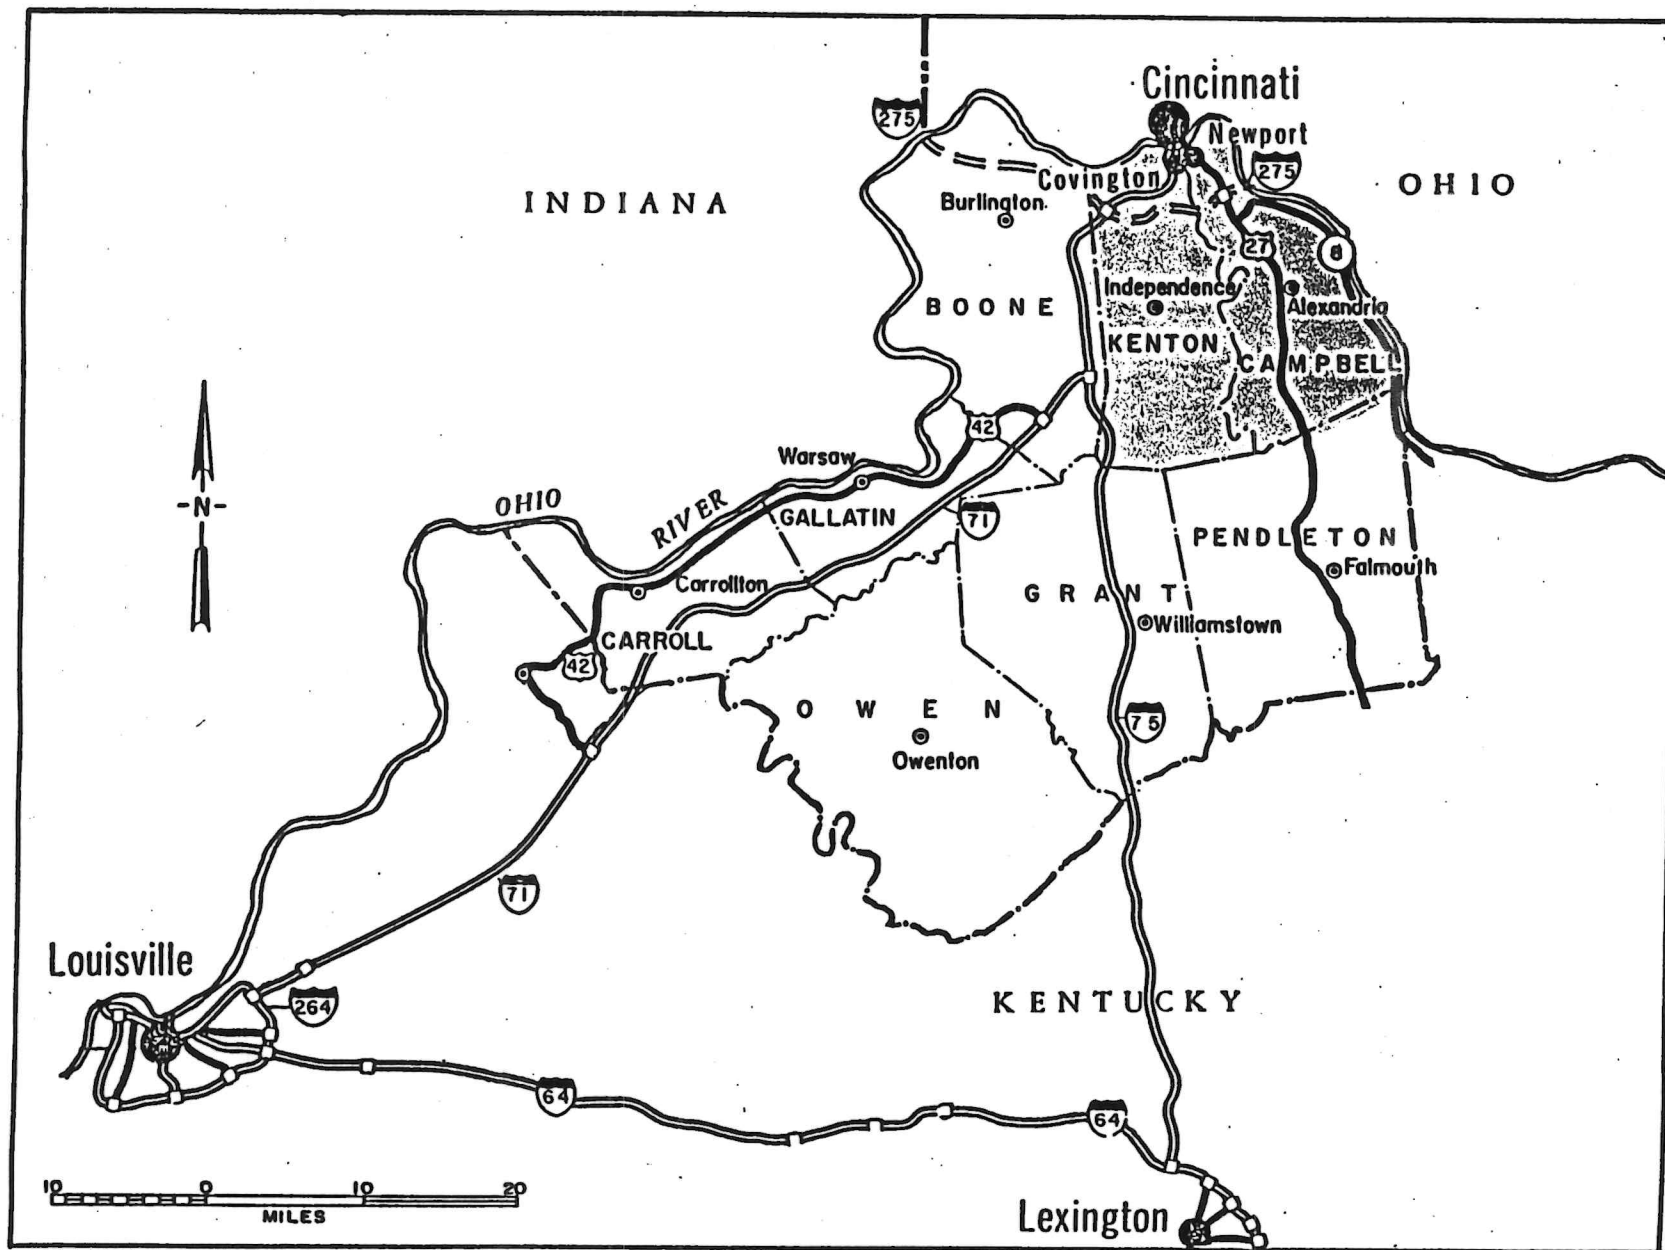 Cincinnati
275
Newport
275
Covington
INDIANA
OHIO
Burlington
27
8
Independence
Alexandria
BOONE
KENTON
CAMPBELL
42
Warsaw
OHIO
RIVER
GALLATIN
71
PENDLETON
Falmouth
Carrollton
GRANT
Williamstown
CARROLL
42
-N-
OWEN
75
Owenton
71
Louisville
264
KENTUCKY
64
64
10 0 10 20
MILES
Lexington